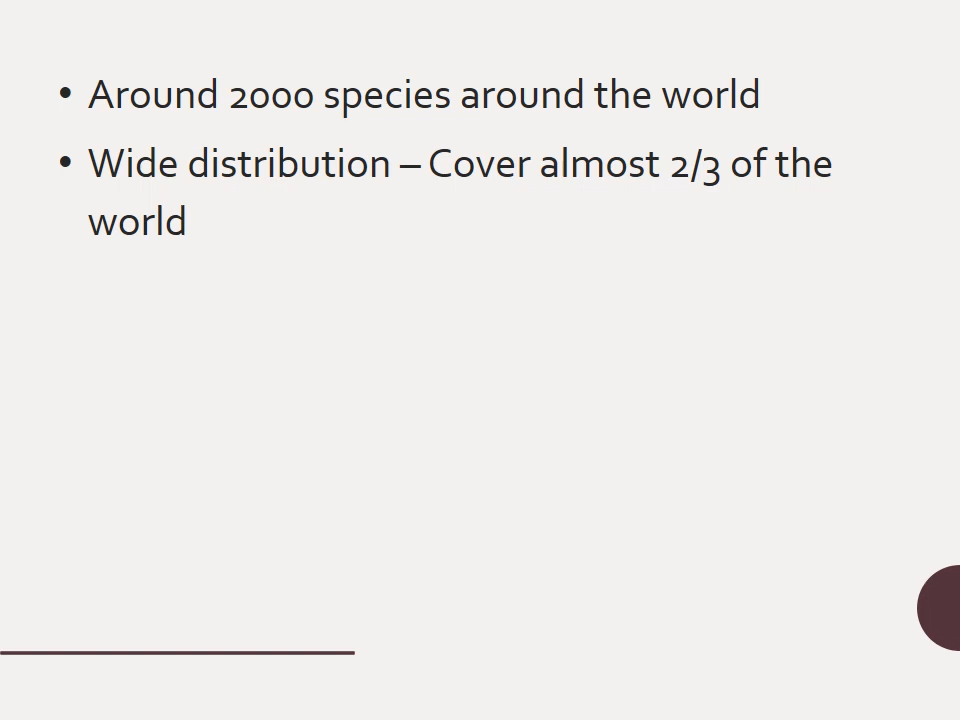 • Around 2000 species around the world
• Wide distribution – Cover almost 2/3 of the
world